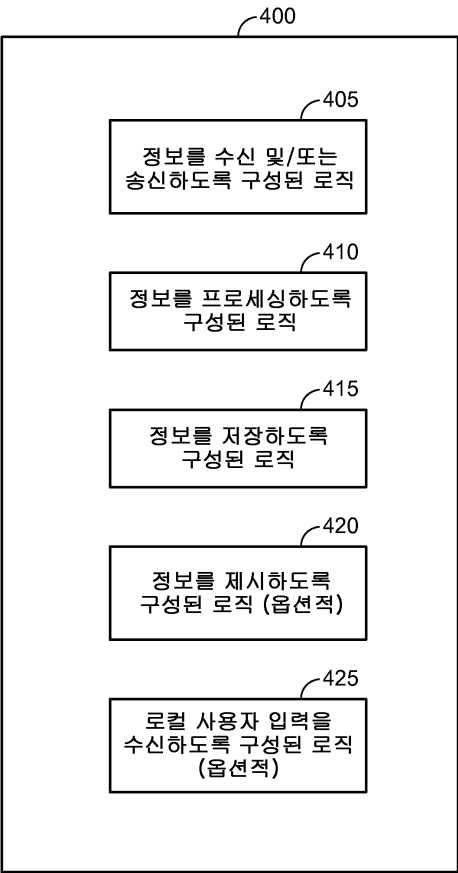 400
405
정보를 수신 및/또는
송신하도록 구성된 로직
410
정보를 프로세싱하도록
구성된 로직
415
정보를 저장하도록
구성된 로직
420
정보를 제시하도록
구성된 로직 (옵션적)
425
로컬 사용자 입력을
수신하도록 구성된 로직
(옵션적)